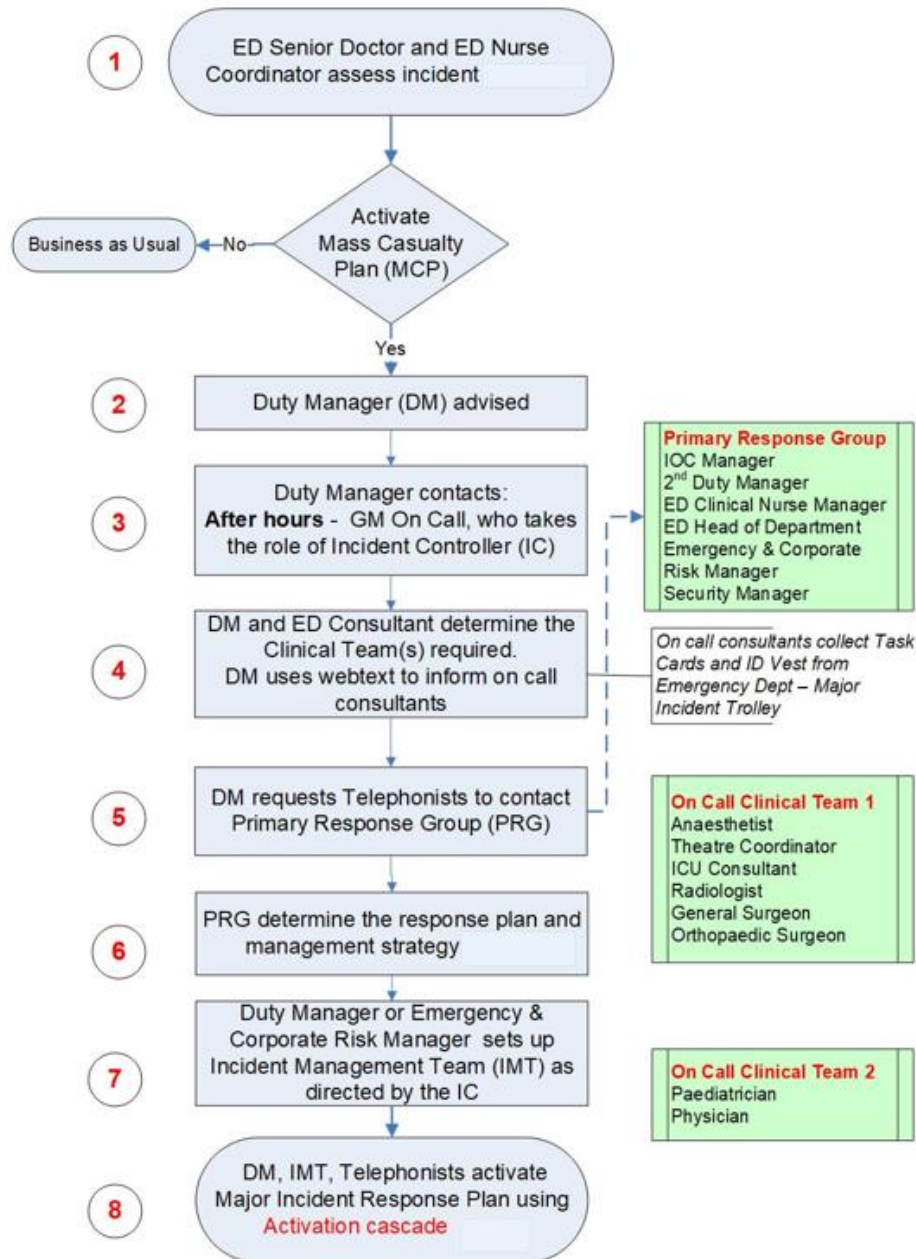 1
ED Senior Doctor and ED Nurse
Coordinator assess incident
Activate
Mass Casualty
Plan (MCP)
No
Business as Usual
Yes
2
Duty Manager (DM) advised
3
Duty Manager contacts:
After hours - GM On Call, who takes
the role of Incident Controller (IC)
4
DM and ED Consultant determine the
Clinical Team(s) required.
DM uses webtext to inform on call
consultants
On call consultants collect Task
Cards and ID Vest from
Emergency Dept – Major
Incident Trolley
5
DM requests Telephonists to contact
Primary Response Group (PRG)
Primary Response Group
IOC Manager
2nd Duty Manager
ED Clinical Nurse Manager
ED Head of Department
Emergency & Corporate
Risk Manager
Security Manager
6
PRG determine the response plan and
management strategy
7
Duty Manager or Emergency &
Corporate Risk Manager sets up
Incident Management Team (IMT) as
directed by the IC
8
DM, IMT, Telephonists activate
Major Incident Response Plan using
Activation cascade
On Call Clinical Team 1
Anaesthetist
Theatre Coordinator
ICU Consultant
Radiologist
General Surgeon
Orthopaedic Surgeon
On Call Clinical Team 2
Paediatrician
Physician